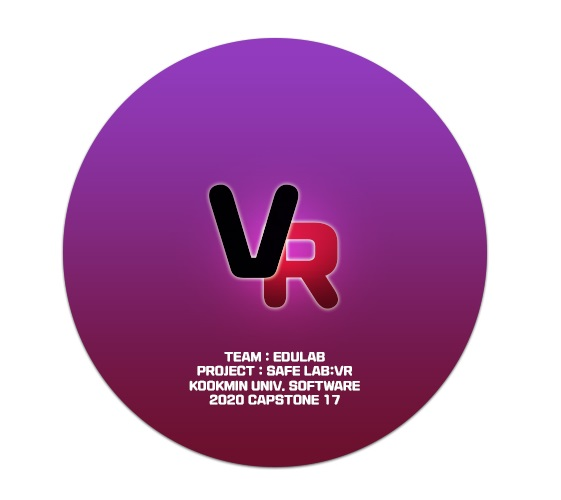 VR
TEAM : EDULAB
PROJECT : SAFE LAB:VR
KOOKMIN UNIV. SOFTWARE
2020 CAPSTONE 17